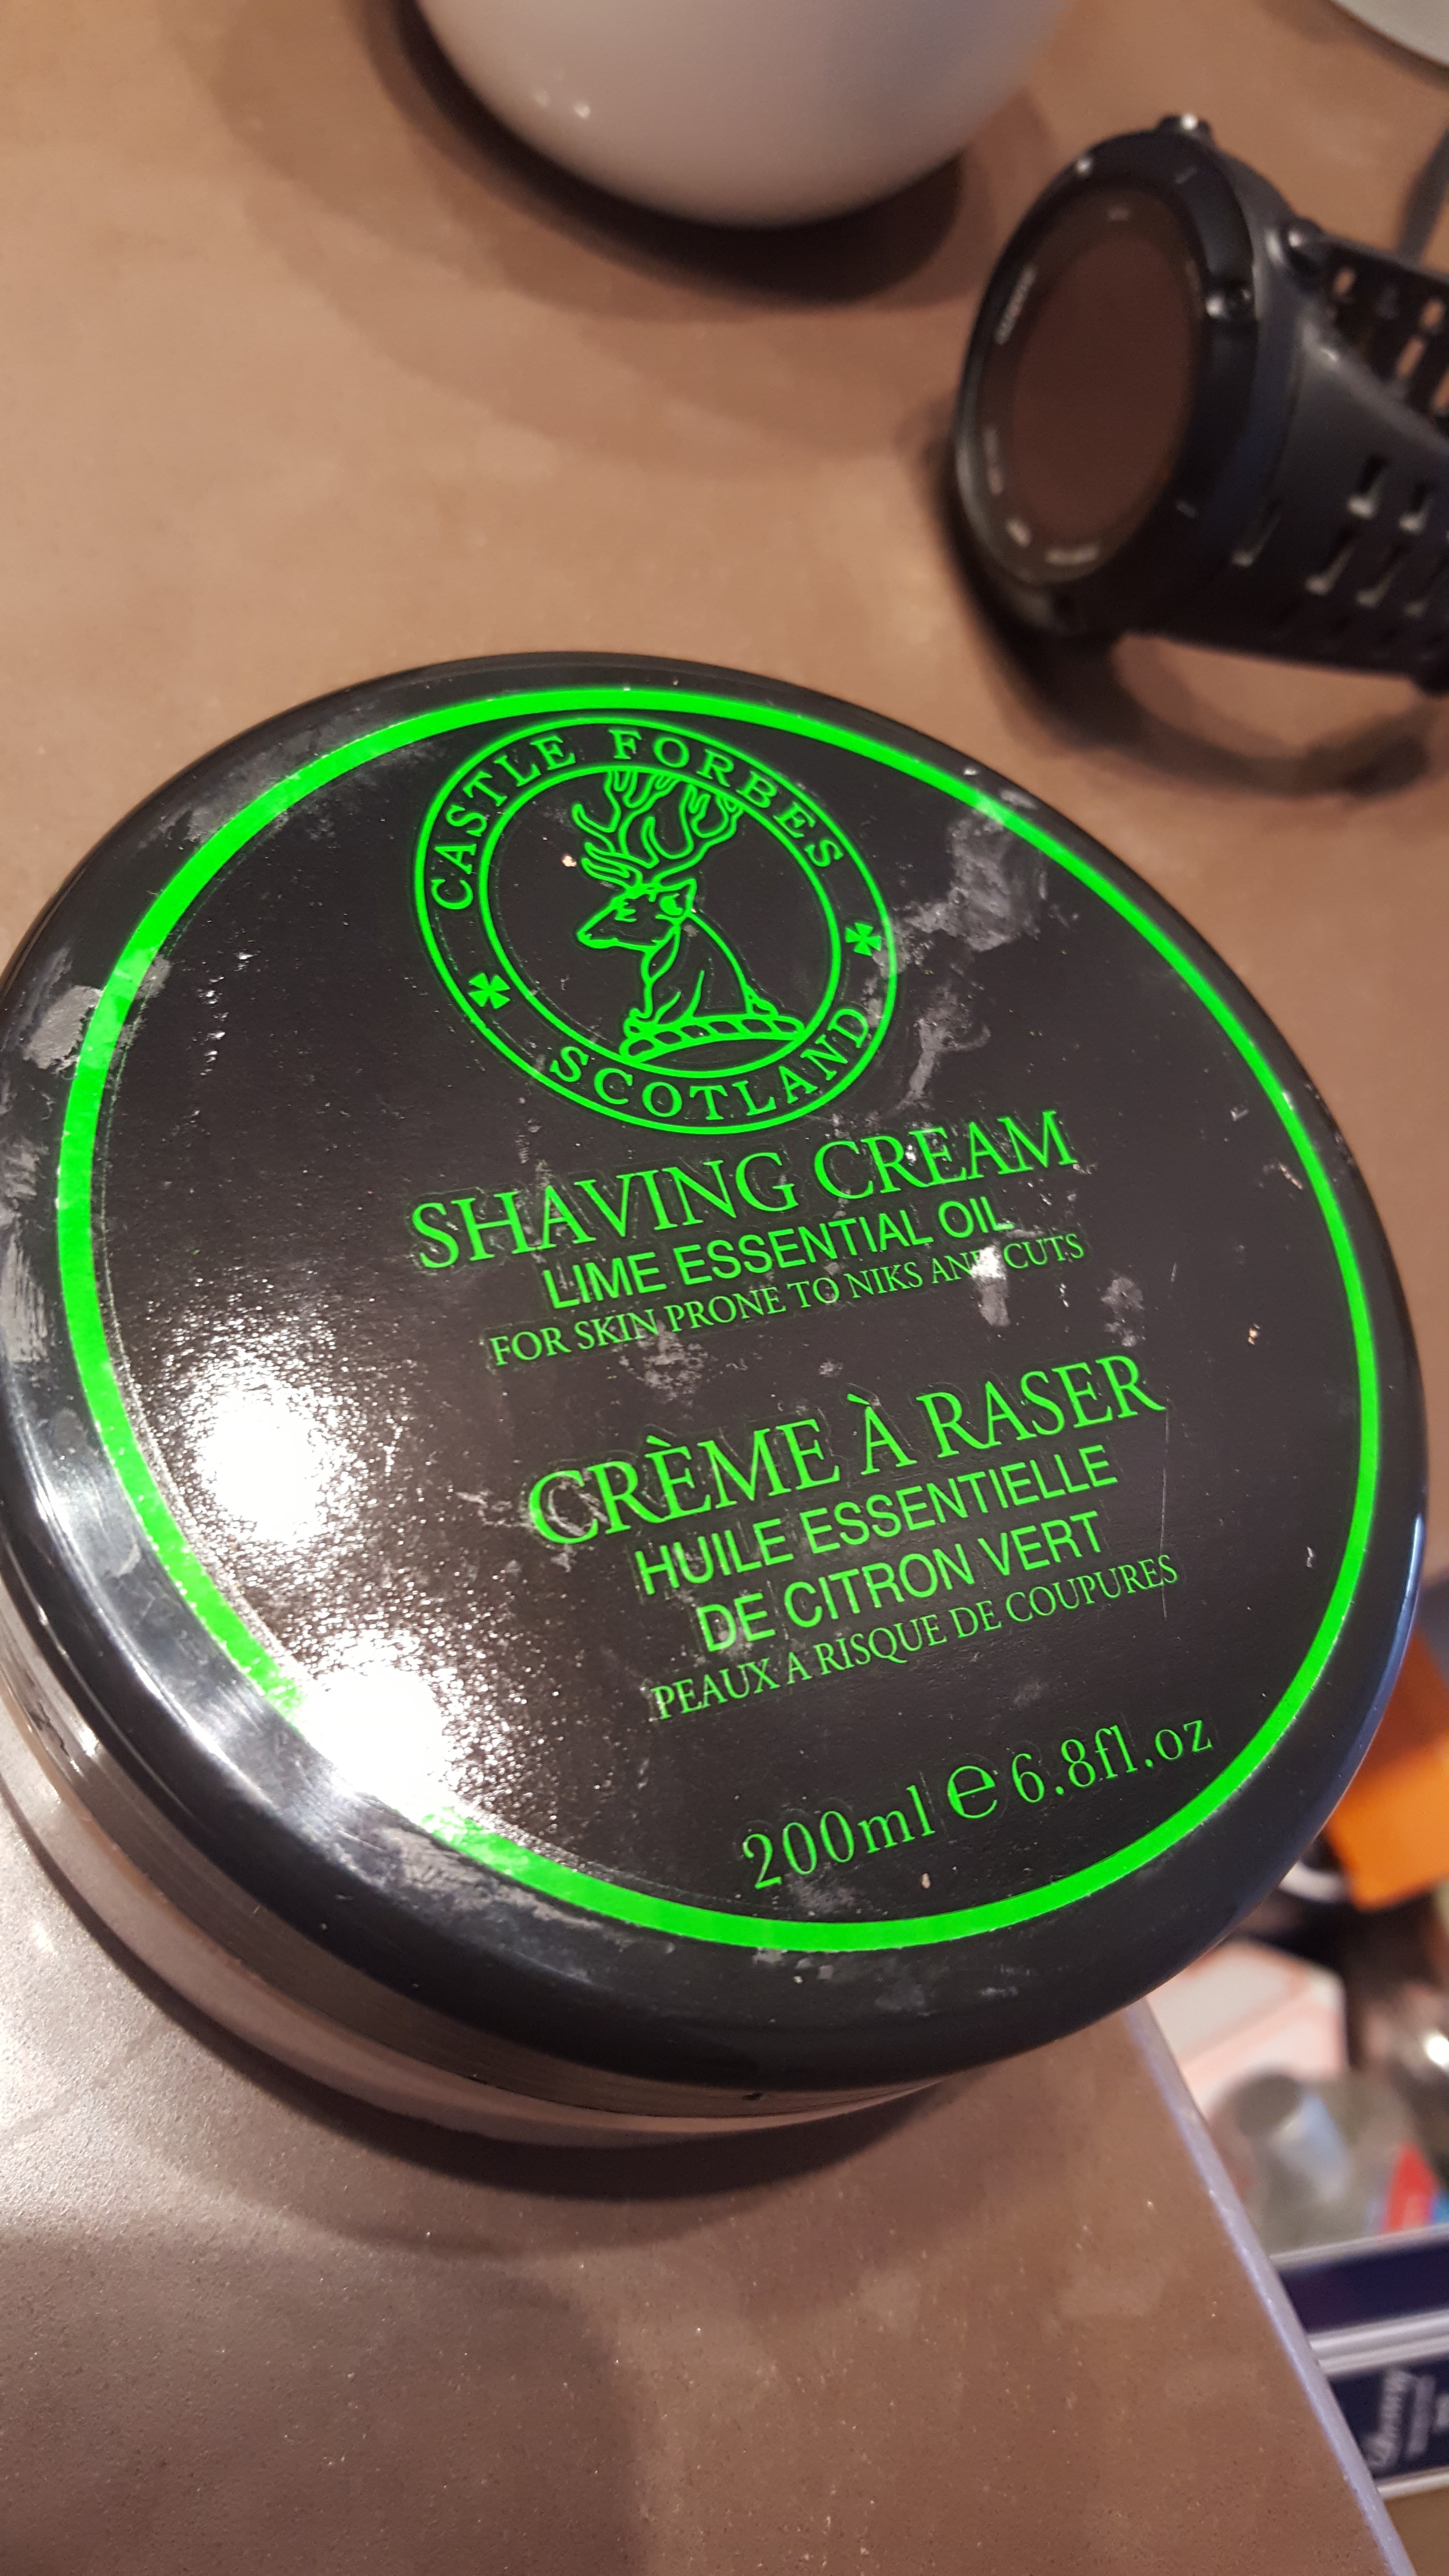 CASTLE FORBES
SCOTLAND
SHAVING CREAM
LIME ESSENTIAL OIL
FOR SKIN PRONE TO NIKS AND CUTS
CRÈME À RASER
HUILE ESSENTIELLE
DE CITRON VERT
PEAUX A RISQUE DE COUPURES
200ml ℮ 6.8fl.oz